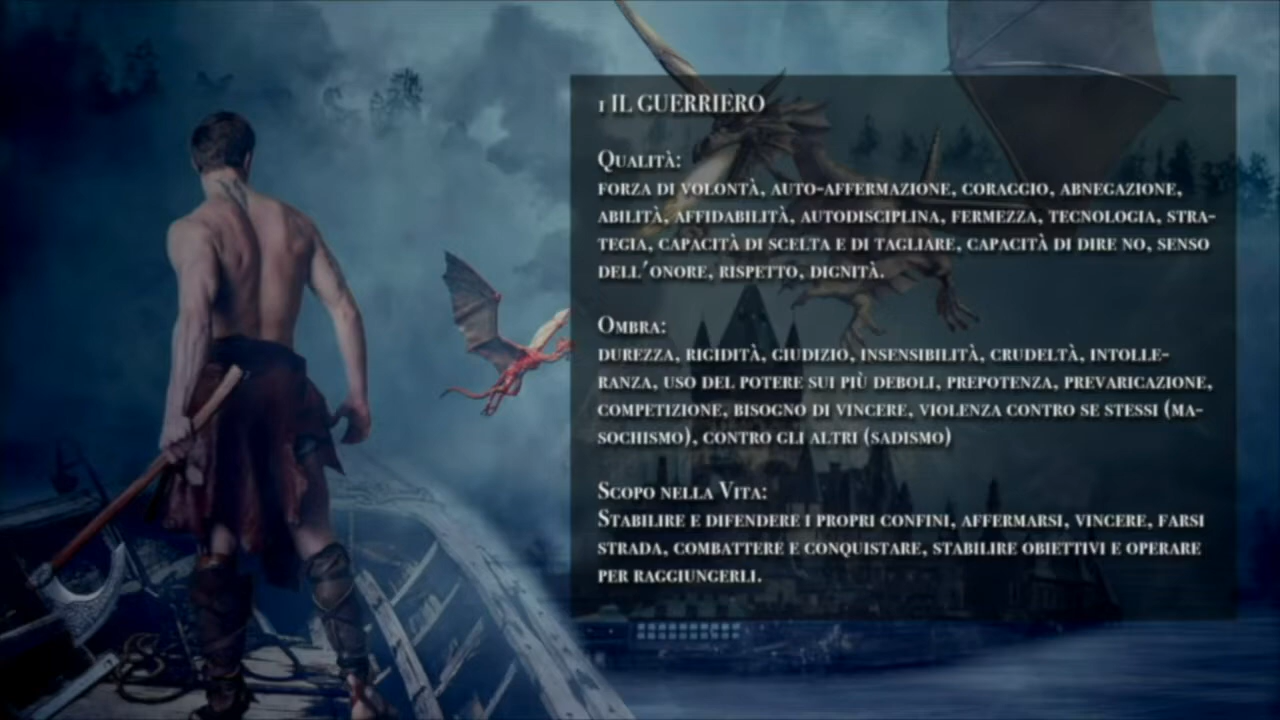 1 IL GUERRIERO
Qualità:
forza di volontà, auto-affermazione, coraggio, abnegazione,
abilità, affidabilità, autodisciplina, fermezza, tecnologia, stra-
tegia, capacità di scelta e di tagliare, capacità di dire no, senso
dell'onore, rispetto, dignità.
Ombra:
durezza, rigidità, giudizio, insensibilità, crudeltà, intolle-
ranza, uso del potere sui più deboli, prepotenza, prevaricazione,
competizione, bisogno di vincere, violenza contro se stessi (ma-
sochismo), contro gli altri (sadismo)
Scopo nella Vita:
Stabilire e difendere i propri confini, affermarsi, vincere, farsi
strada, combattere e conquistare, stabilire obiettivi e operare
per raggiungerli.